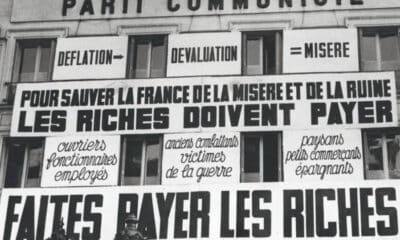 PARTI COMMUNISTE
DEFLATION→ DEVALUATION = MISERE
POUR SAUVER LA FRANCE DE LA MISERE ET DE LA RUINE
LES RICHES DOIVENT PAYER
ouvriers
fonctionnaires
employés
anciens combattants
victimes
de la guerre
paysans
petits commerçants
épargnants
FAITES PAYER LES RICHES